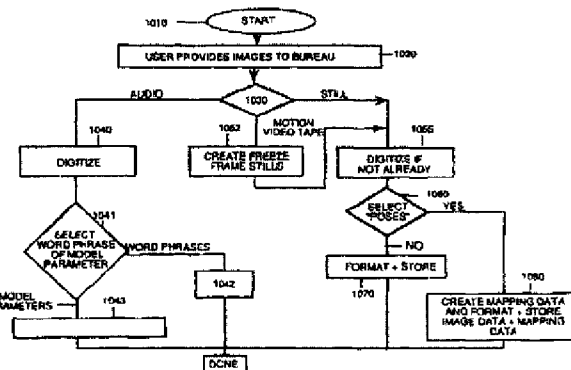 1010
START
USER PROVIDES IMAGES TO BUREAU
1020
AUDIO
1030
STILL
1040
1052
MOTION
VIDEO TAPE
1055
DIGITIZE
CREATE FREEZE
FRAME STILLS
DIGITIZE IF
NOT ALREADY
1060
1041
SELECT
"POSES"
YES
SELECT
WORD PHRASE
OF MODEL
PARAMETER
WORD PHRASES
NO
1042
FORMAT + STORE
1070
1080
MODEL
PARAMETERS
1043
CREATE MAPPING DATA
AND FORMAT + STORE
IMAGE DATA + MAPPING
DATA
DONE